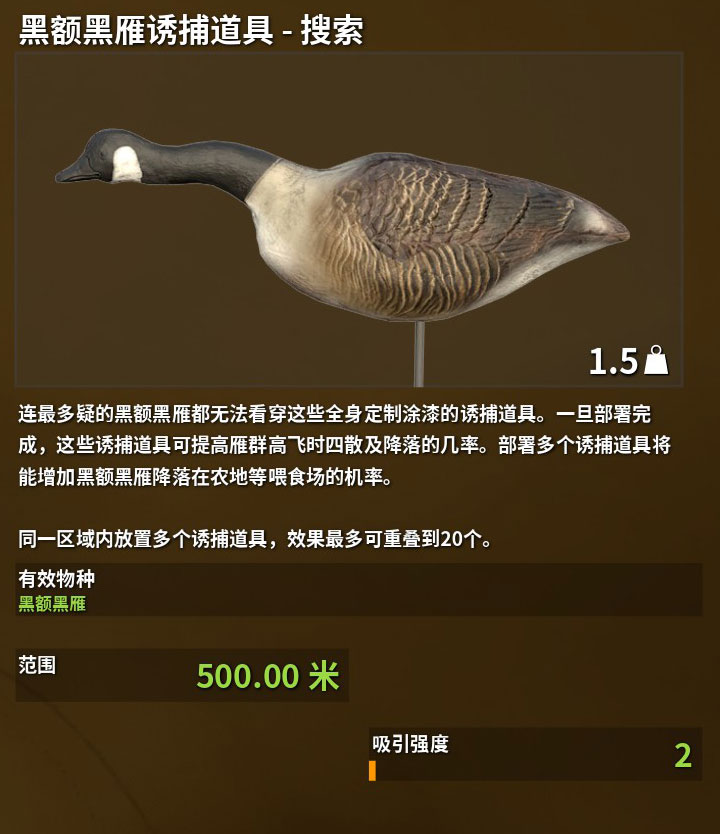 黑额黑雁诱捕道具 - 搜索
1.5
连最多疑的黑额黑雁都无法看穿这些全身定制涂漆的诱捕道具。一旦部署完
成，这些诱捕道具可提高雁群高飞时四散及降落的几率。部署多个诱捕道具将
能增加黑额黑雁降落在农地等喂食场的机率。
同一区域内放置多个诱捕道具，效果最多可重叠到20个。
有效物种
黑额黑雁
范围
500.00 米
吸引强度
2